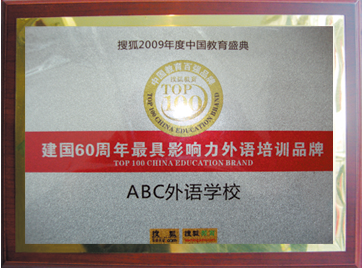 搜狐2009年度中国教育盛典
中国教育百强品牌
搜狐教育
TOP
100
TOP 100 CHINA EDUCATION BRAND
建国60周年最具影响力外语培训品牌
TOP 100 CHINA EDUCATION BRAND
ABC外语学校
搜狐 搜狐教育